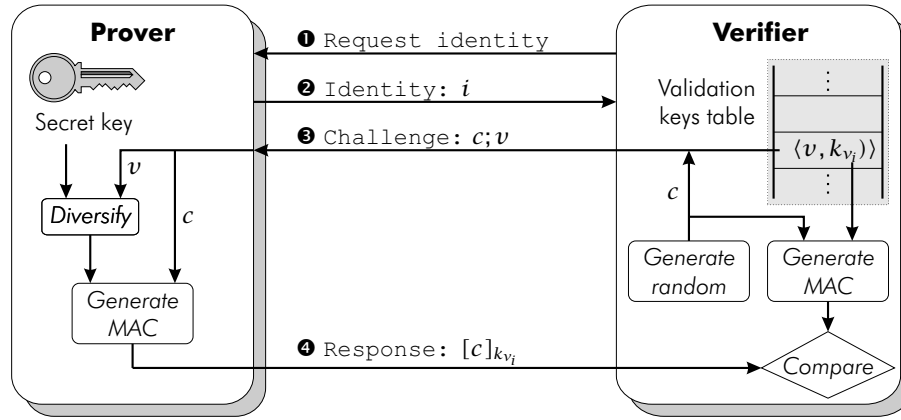 Prover
Verifier
❶ Request identity
❷ Identity: i
Secret key
Validation
keys table
⋮
❸ Challenge: c;v
⟨v, k_{v_i})⟩
⋮
v
c
c
Diversify
Generate
MAC
Generate
random
Generate
MAC
❹ Response: [c]_{k_{v_i}}
Compare